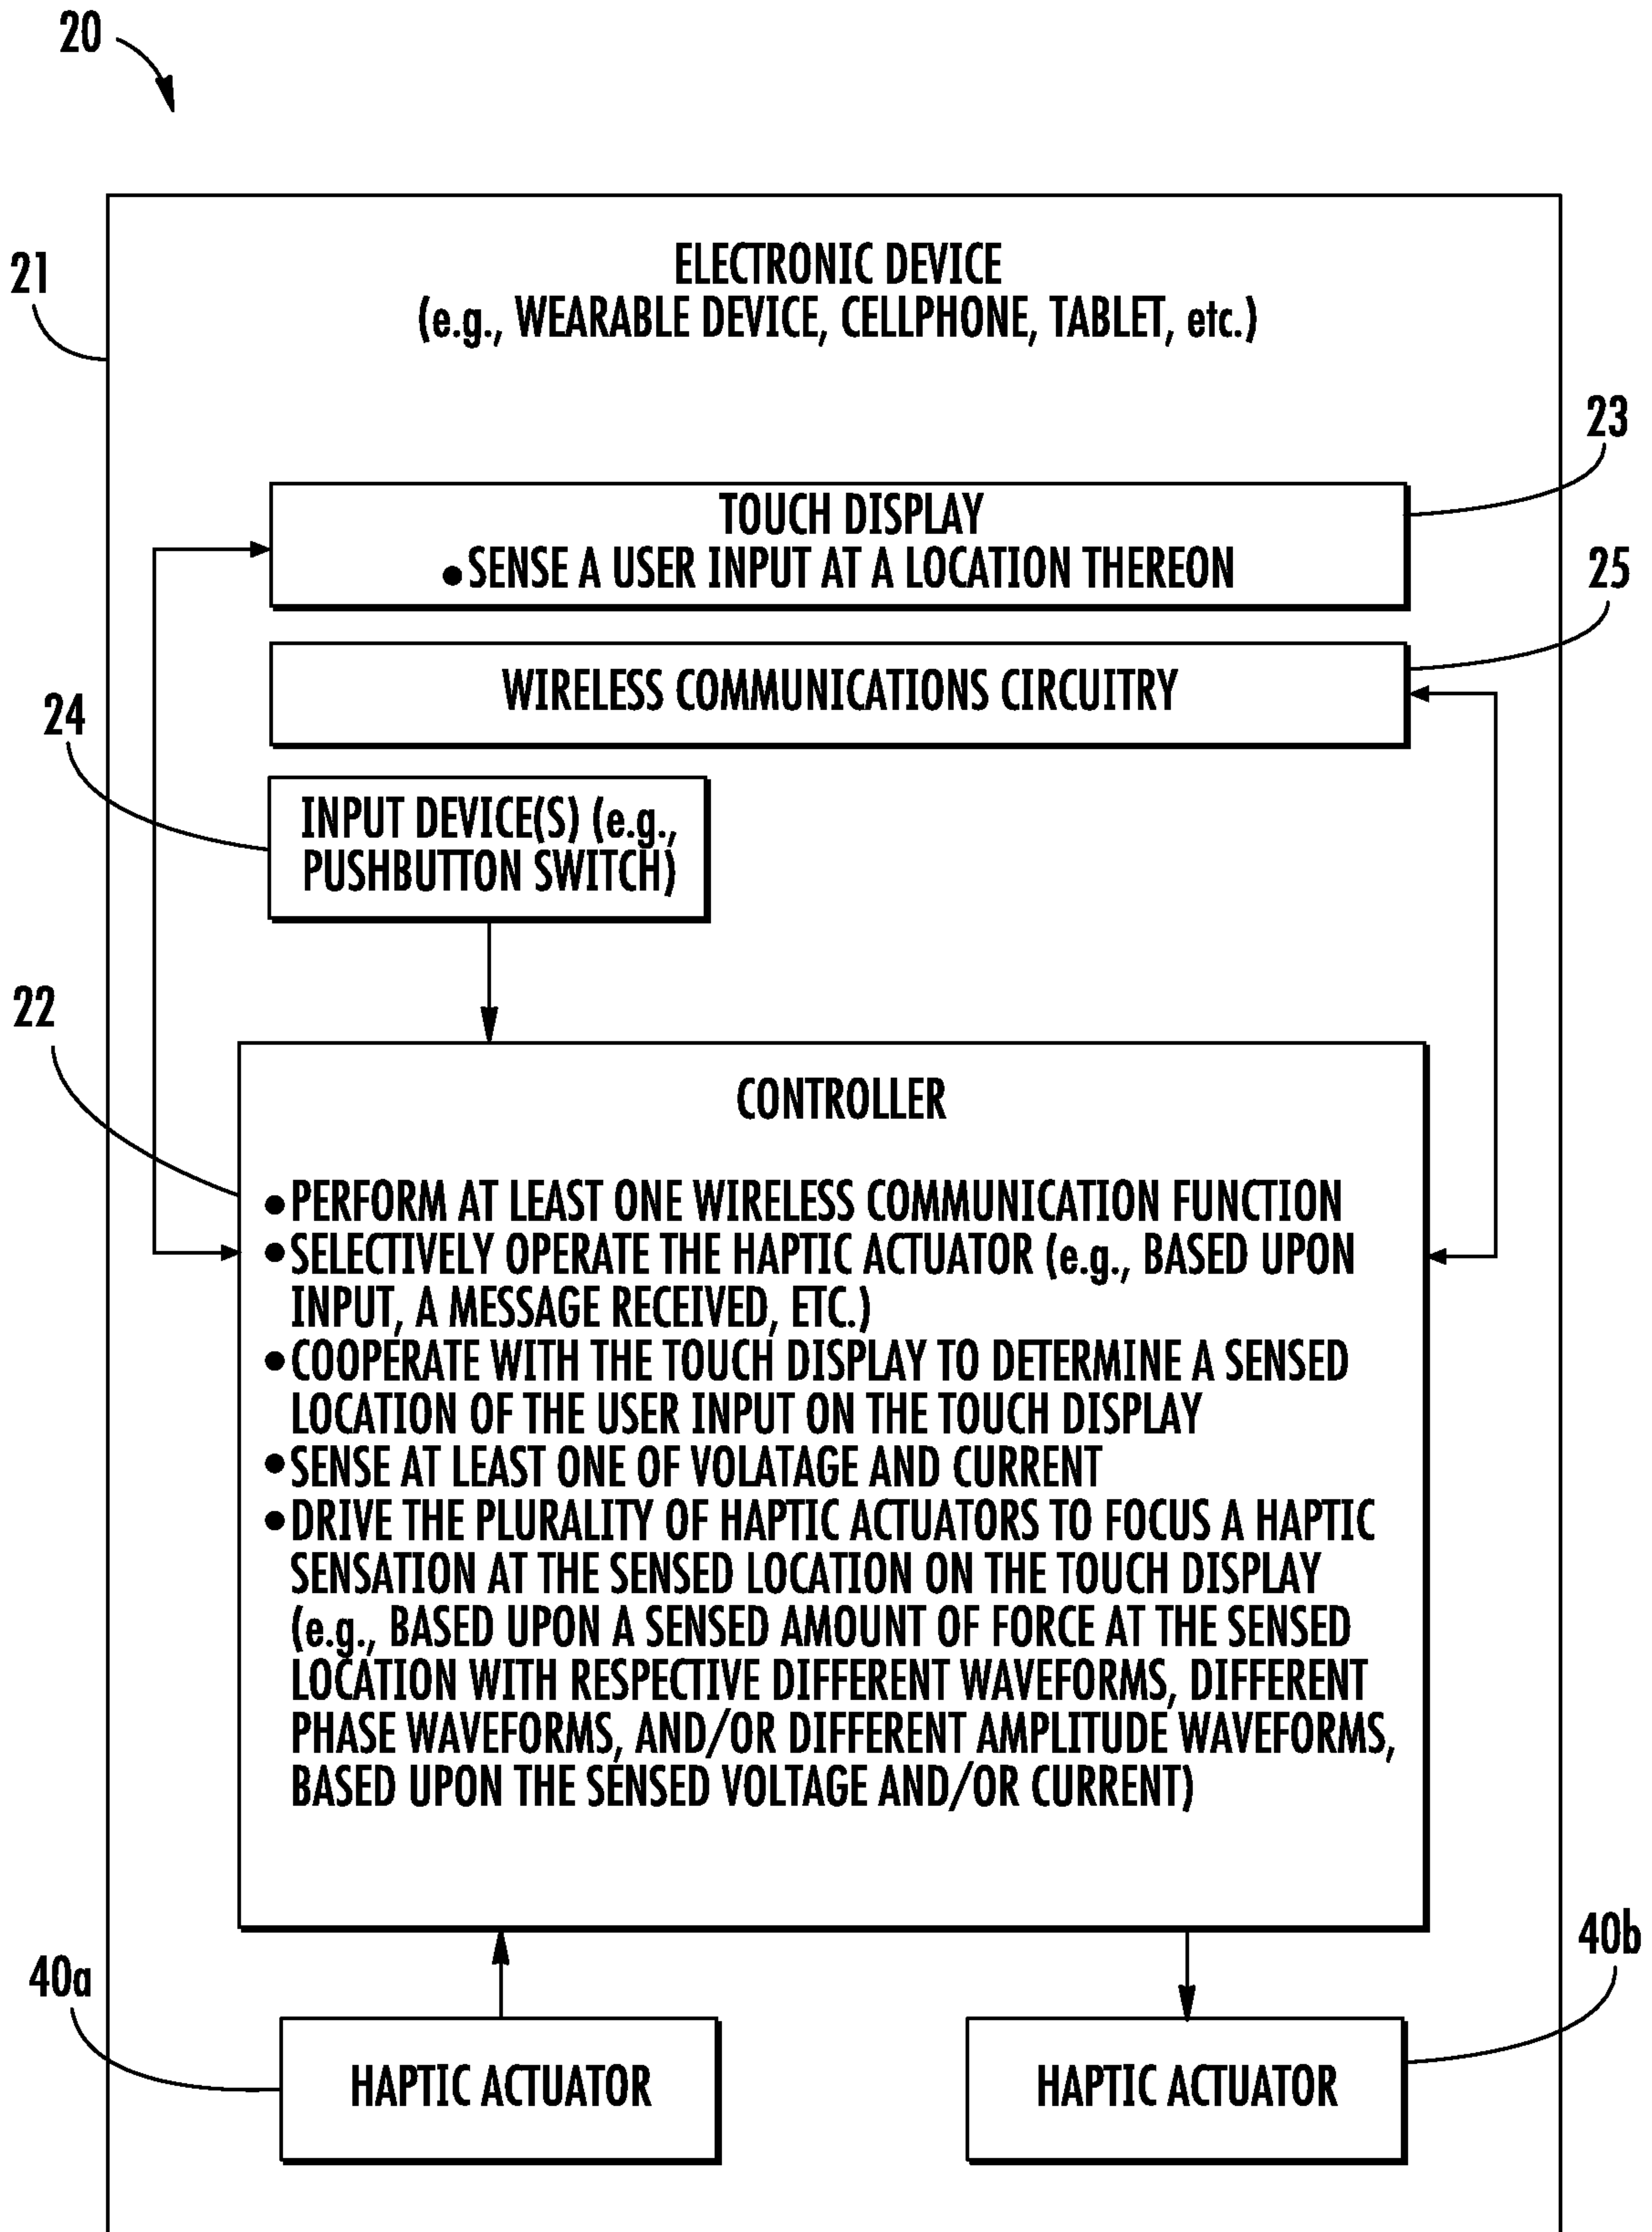 20
21
ELECTRONIC DEVICE
(e.g., WEARABLE DEVICE, CELLPHONE, TABLET, etc.)
23
TOUCH DISPLAY
● SENSE A USER INPUT AT A LOCATION THEREON
25
WIRELESS COMMUNICATIONS CIRCUITRY
24
INPUT DEVICE(S) (e.g.,
PUSHBUTTON SWITCH)
22
CONTROLLER
● PERFORM AT LEAST ONE WIRELESS COMMUNICATION FUNCTION
● SELECTIVELY OPERATE THE HAPTIC ACTUATOR (e.g., BASED UPON
INPUT, A MESSAGE RECEIVED, ETC.)
● COOPERATE WITH THE TOUCH DISPLAY TO DETERMINE A SENSED
LOCATION OF THE USER INPUT ON THE TOUCH DISPLAY
● SENSE AT LEAST ONE OF VOLATAGE AND CURRENT
● DRIVE THE PLURALITY OF HAPTIC ACTUATORS TO FOCUS A HAPTIC
SENSATION AT THE SENSED LOCATION ON THE TOUCH DISPLAY
(e.g., BASED UPON A SENSED AMOUNT OF FORCE AT THE SENSED
LOCATION WITH RESPECTIVE DIFFERENT WAVEFORMS, DIFFERENT
PHASE WAVEFORMS, AND/OR DIFFERENT AMPLITUDE WAVEFORMS,
BASED UPON THE SENSED VOLTAGE AND/OR CURRENT)
40a
HAPTIC ACTUATOR
40b
HAPTIC ACTUATOR